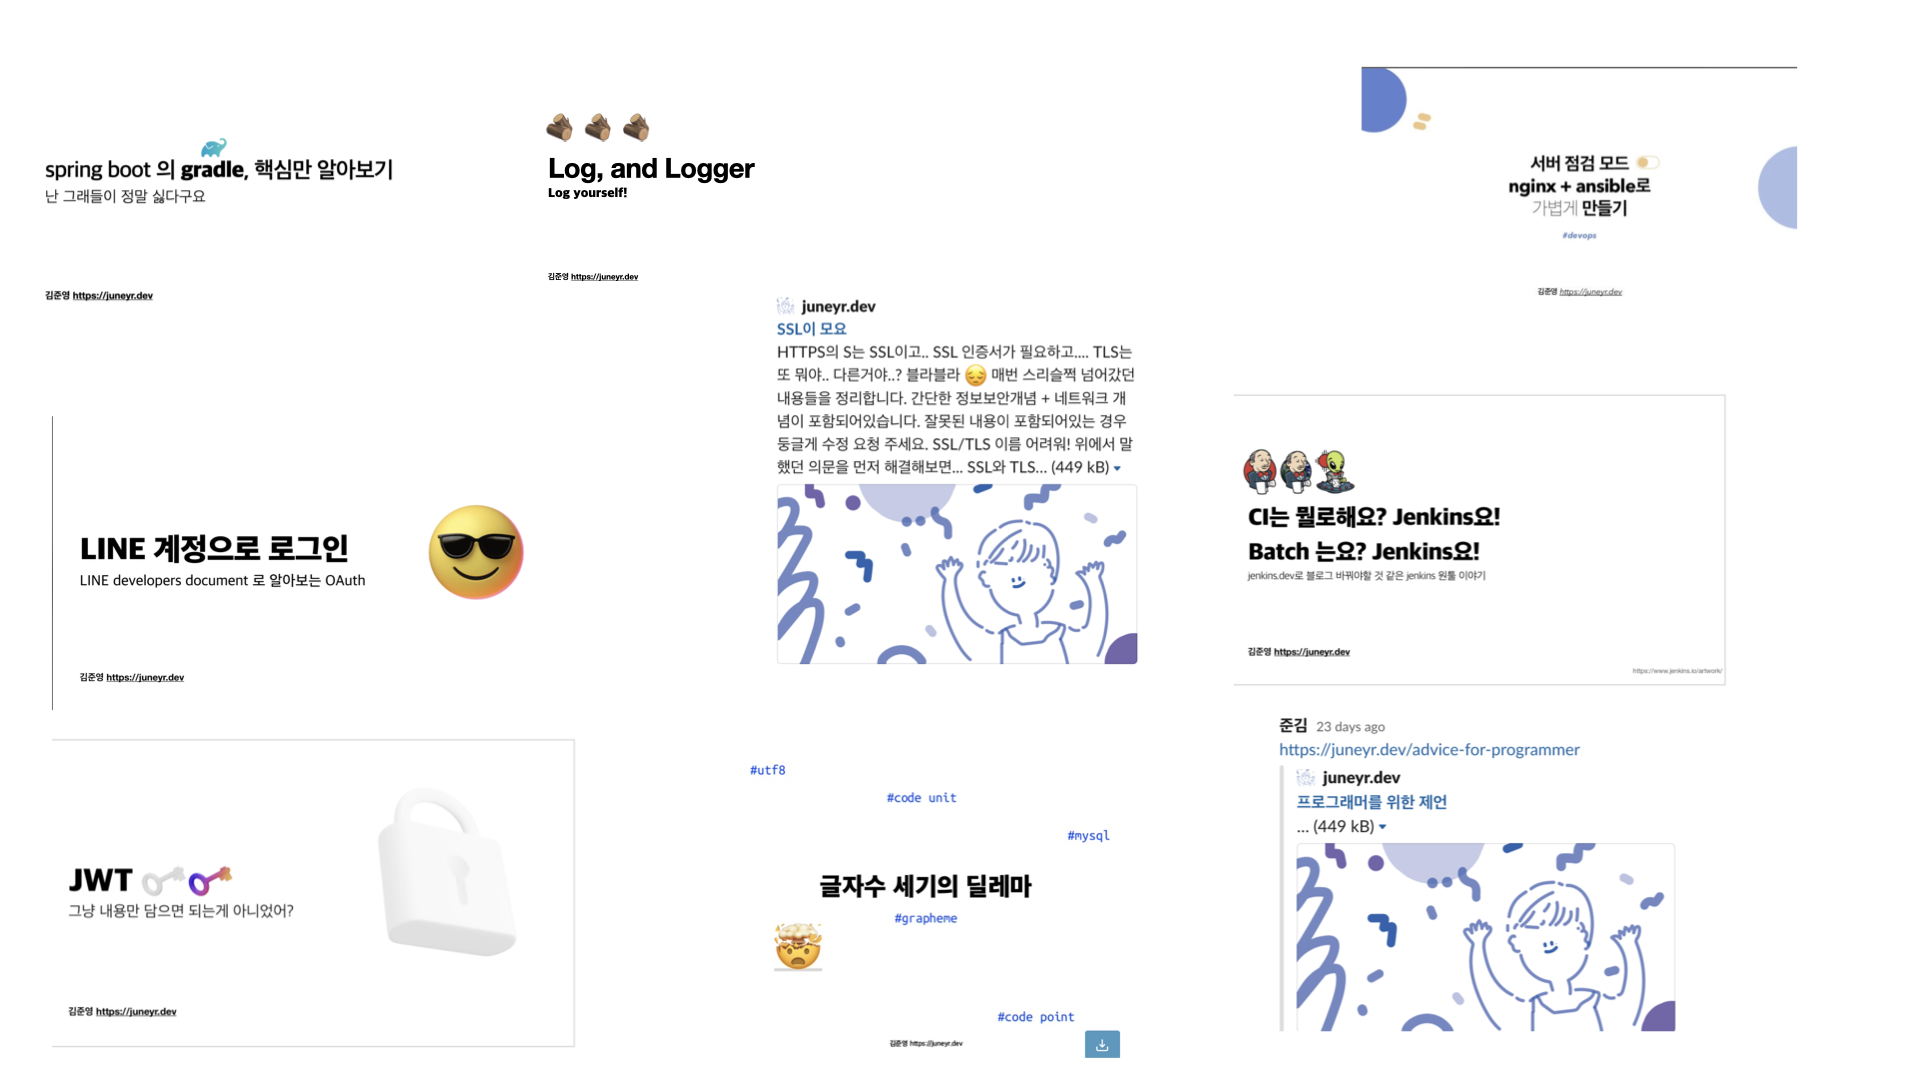 spring boot 의 gradle, 핵심만 알아보기
난 그래들이 정말 싫다구요
김준영 https://juneyr.dev
Log, and Logger
Log yourself!
김준영 https://juneyr.dev
서버 점검 모드
nginx + ansible로
가볍게 만들기
#devops
김준영 https://juneyr.dev
juneyr.dev
SSL이 모요
HTTPS의 S는 SSL이고.. SSL 인증서가 필요하고.... TLS는
또 뭐야.. 다른거야..? 블라블라 😔 매번 스리슬쩍 넘어갔던
내용들을 정리합니다. 간단한 정보보안개념 + 네트워크 개
념이 포함되어있습니다. 잘못된 내용이 포함되어있는 경우
둥글게 수정 요청 주세요. SSL/TLS 이름 어려워! 위에서 말
했던 의문을 먼저 해결해보면... SSL와 TLS... (449 kB)
LINE 계정으로 로그인
LINE developers document 로 알아보는 OAuth
김준영 https://juneyr.dev
CI는 뭘로해요? Jenkins요!
Batch 는요? Jenkins요!
jenkins.dev로 블로그 바꿔야할 것 같은 jenkins 원툴 이야기
김준영 https://juneyr.dev
https://www.jenkins.io/artwork/
JWT
그냥 내용만 담으면 되는게 아니었어?
김준영 https://juneyr.dev
#utf8
#code unit
#mysql
글자수 세기의 딜레마
#grapheme
#code point
김준영 https://juneyr.dev
준김 23 days ago
https://juneyr.dev/advice-for-programmer
juneyr.dev
프로그래머를 위한 제언
... (449 kB)